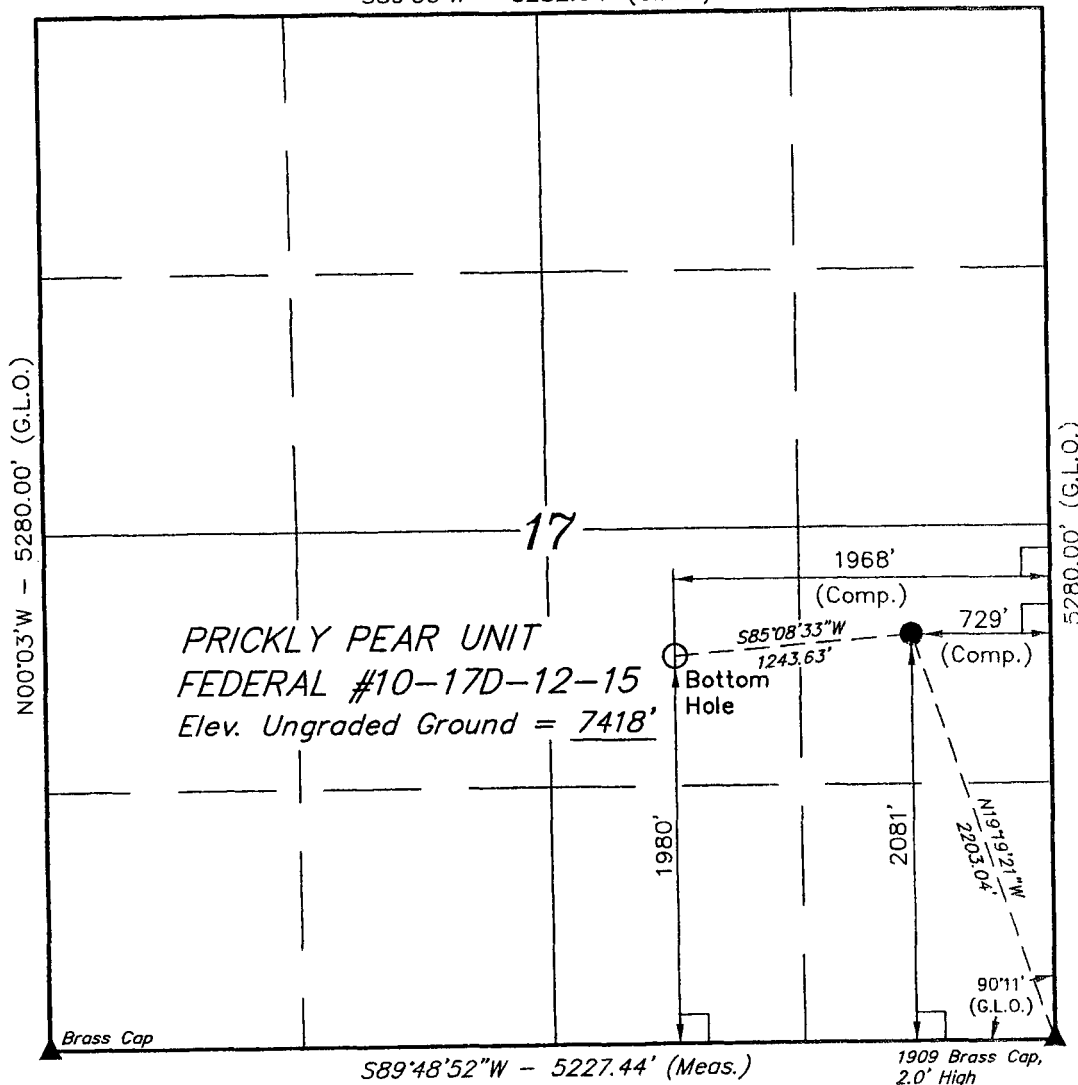 N00°03'W – 5280.00' (G.L.O.)
5280.00' (G.L.O.)
17
1968'
(Comp.)
729'
(Comp.)
S85°08'33"W
1243.63'
PRICKLY PEAR UNIT
FEDERAL #10–17D–12–15
Elev. Ungraded Ground = 7418'
Bottom
Hole
1980'
2081'
N19°19'21"W
2203.04'
90°11'
(G.L.O.)
Brass Cap
S89°48'52"W – 5227.44' (Meas.)
1909 Brass Cap,
2.0' High